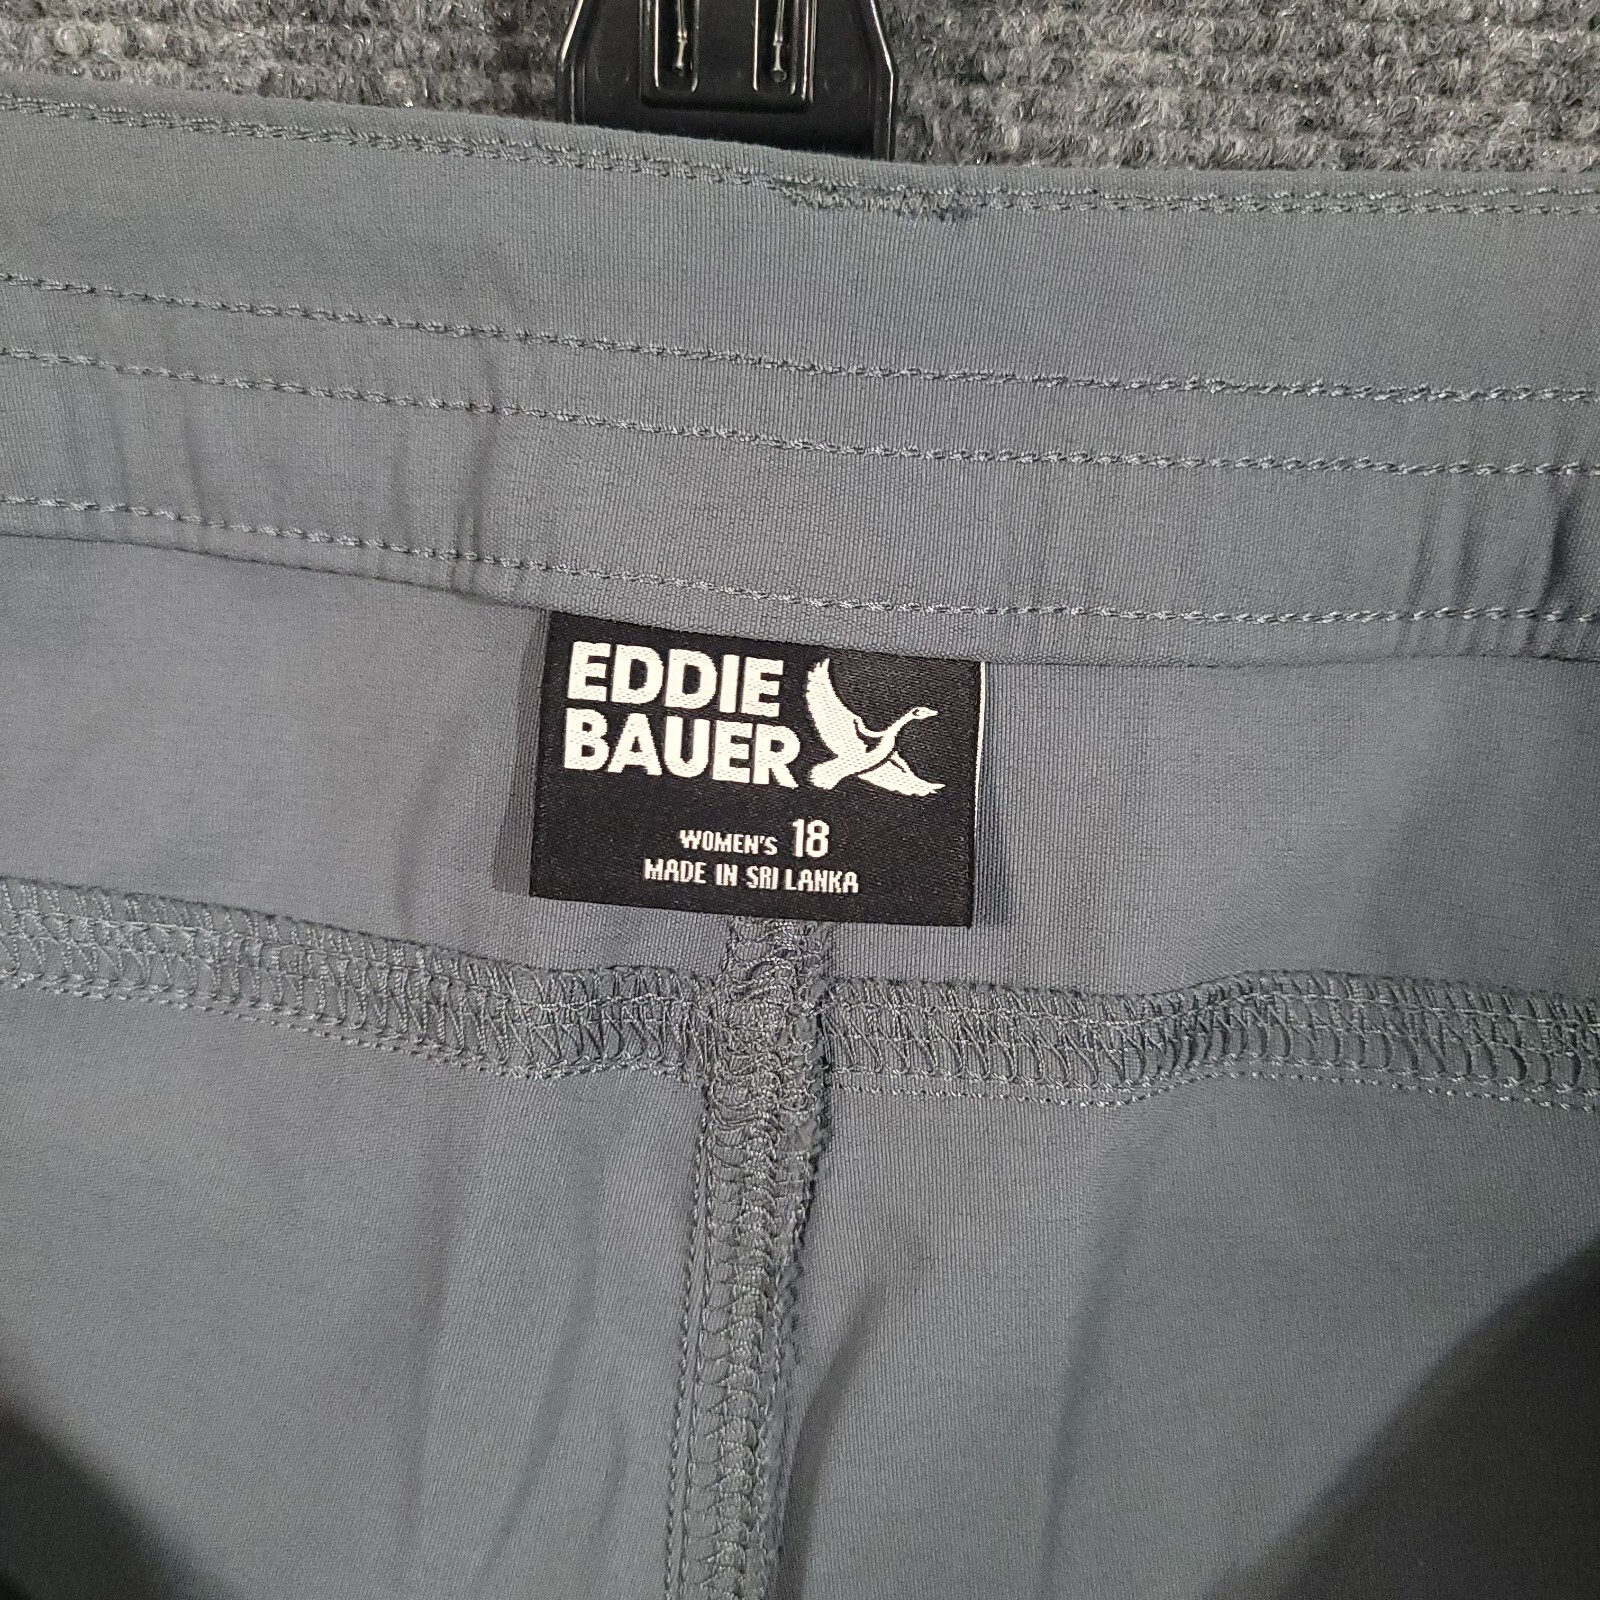 EDDIE
BAUER
WOMEN'S 18
MADE IN SRI LANKA